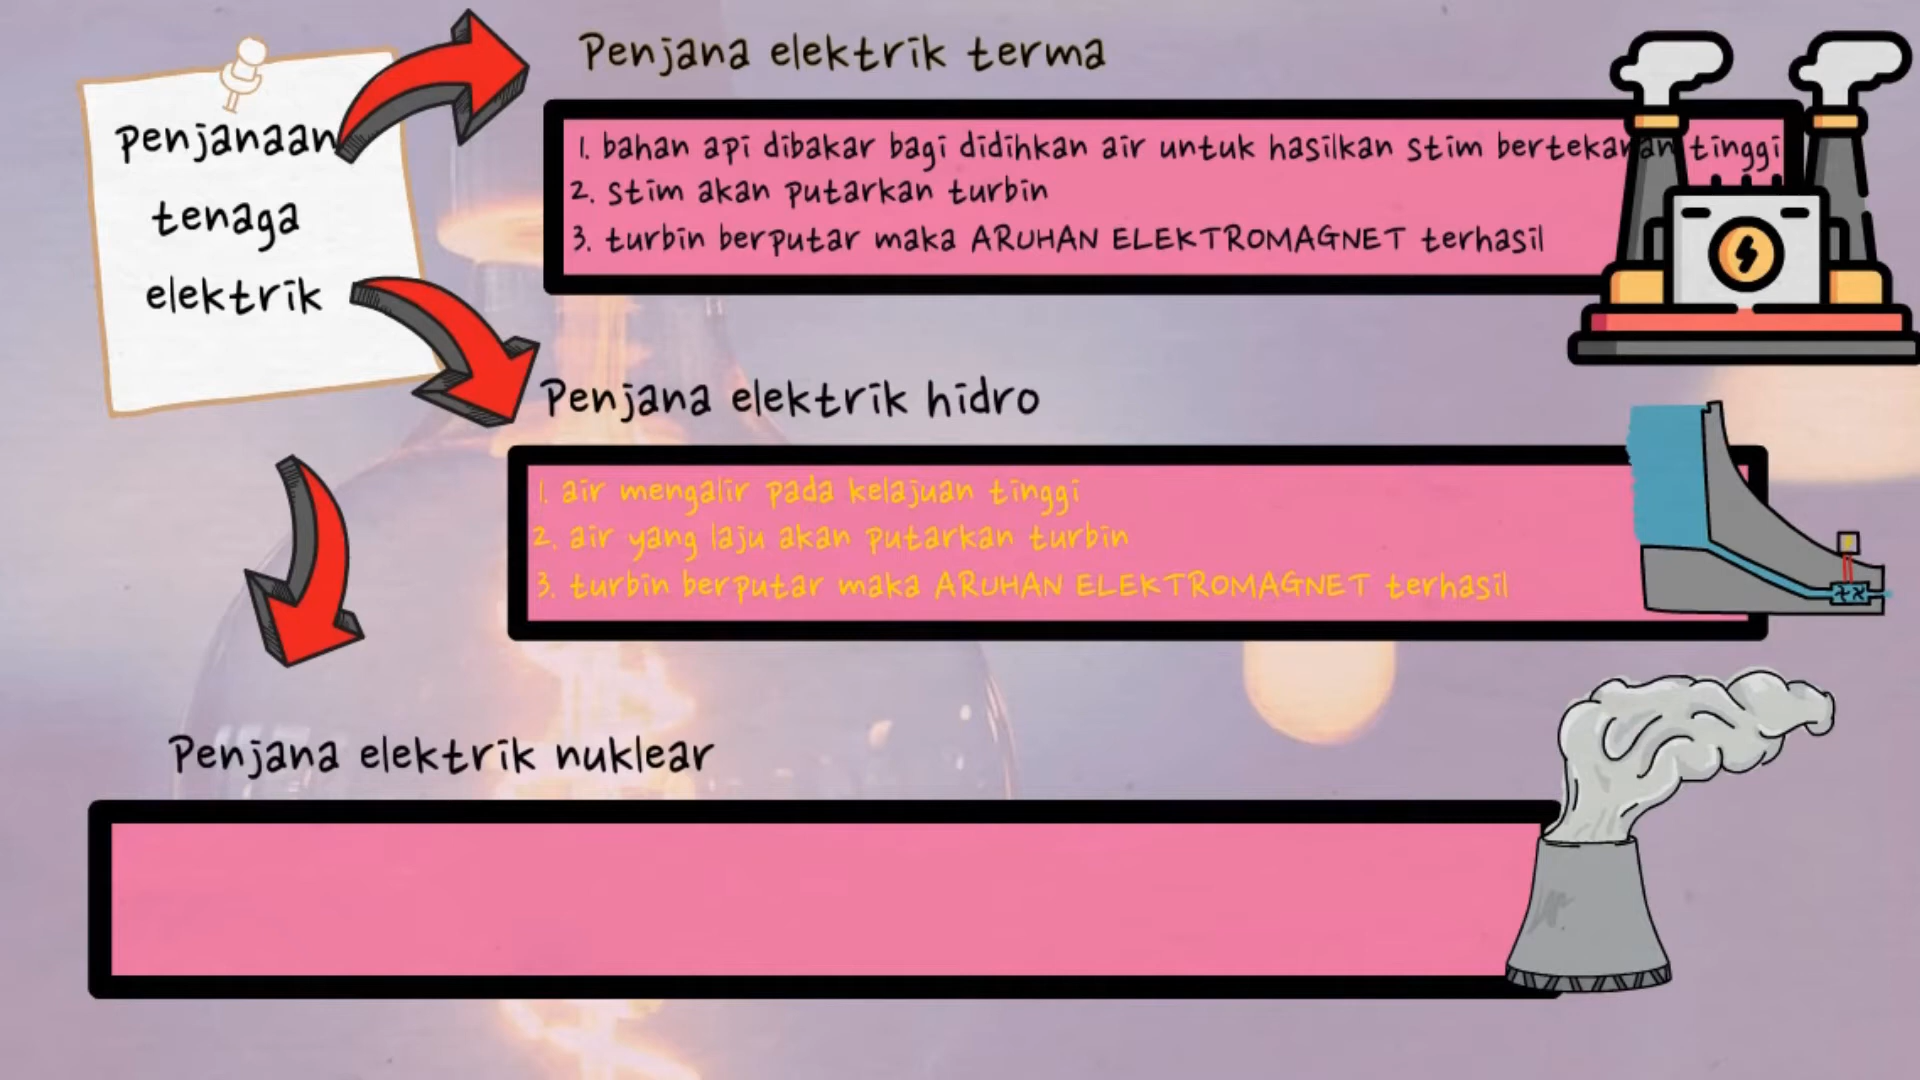 Penjanaan
tenaga
elektrik
Penjana elektrik terma
1. bahan api dibakar bagi didihkan air untuk hasilkan stim bertekanan tinggi
2. stim akan putarkan turbin
3. turbin berputar maka ARUHAN ELEKTROMAGNET terhasil
Penjana elektrik hidro
1. air mengalir pada kelajuan tinggi
2. air yang laju akan putarkan turbin
3. turbin berputar maka ARUHAN ELEKTROMAGNET terhasil
Penjana elektrik nuklear